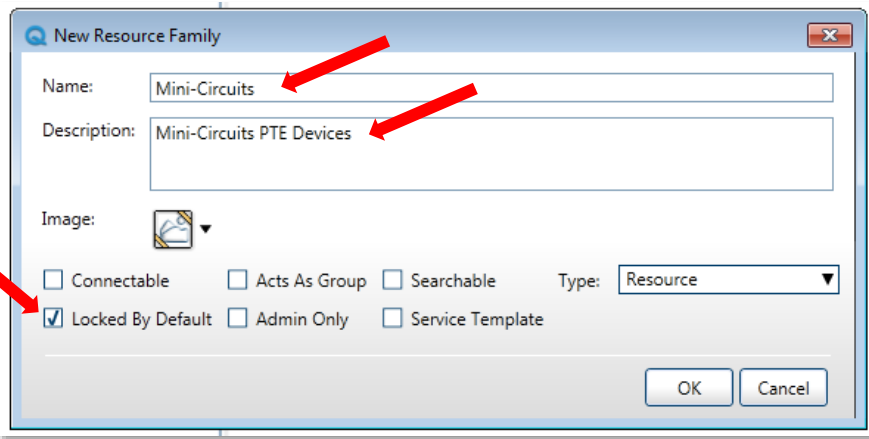 New Resource Family
Name: Mini-Circuits
Description: Mini-Circuits PTE Devices
Image:
Connectable Acts As Group Searchable Type: Resource
Locked By Default Admin Only Service Template
OK Cancel